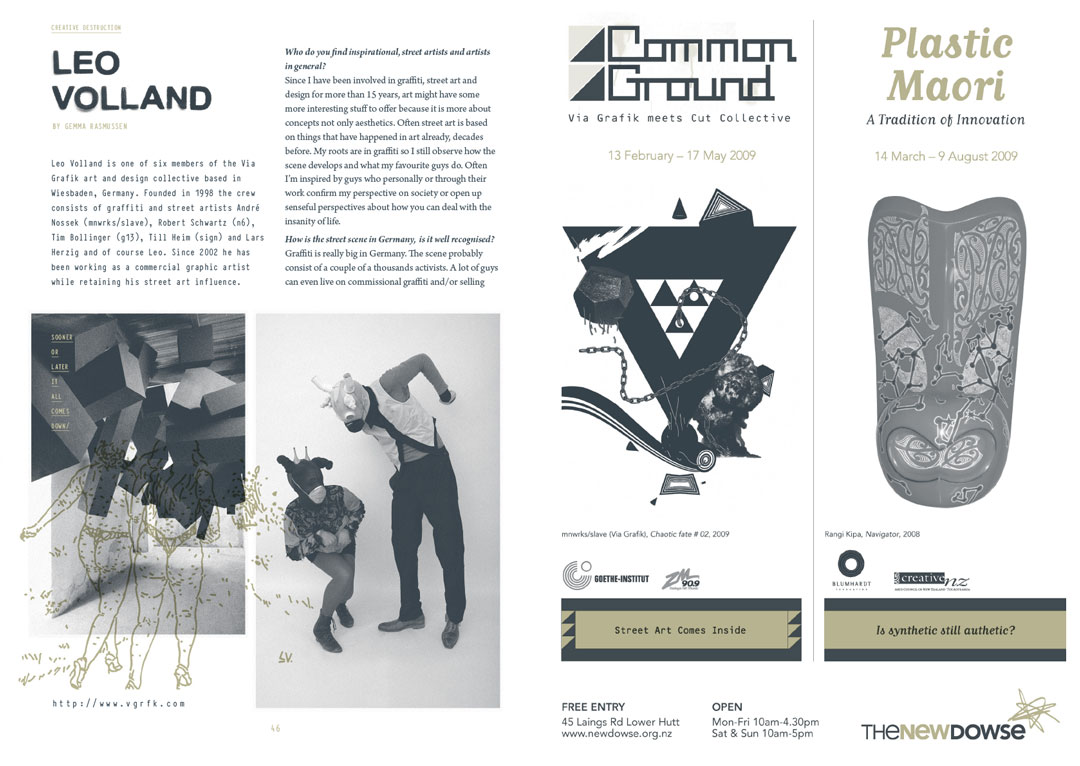 CREATIVE DESTRUCTION
LEO
VOLLAND
BY GEMMA RASMUSSEN
Leo Volland is one of six members of the Via
Grafik art and design collective based in
Wiesbaden, Germany. Founded in 1998 the crew
consists of graffiti and street artists André
Nossek (mnwrks/slave), Robert Schwartz (n6),
Tim Bollinger (g13), Till Heim (sign) and Lars
Herzig and of course Leo. Since 2002 he has
been working as a commercial graphic artist
while retaining his street art influence.
Who do you find inspirational, street artists and artists
in general?
Since I have been involved in graffiti, street art and
design for more than 15 years, art might have some
more interesting stuff to offer because it is more about
concepts not only aesthetics. Often street art is based
on things that have happened in art already, decades
before. My roots are in graffiti so I still observe how the
scene develops and what my favourite guys do. Often
I'm inspired by guys who personally or through their
work confirm my perspective on society or open up
senseful perspectives about how you can deal with the
insanity of life.
How is the street scene in Germany, is it well recognised?
Graffiti is really big in Germany. The scene probably
consist of a couple of a thousands activists. A lot of guys
can even live on commissional graffiti and/or selling
SOONER
OR
LATER
IT
ALL
COMES
DOWN/
LV.
http://www.vgrfk.com
46
Common
Ground
Via Grafik meets Cut Collective
13 February – 17 May 2009
mnwrks/slave (Via Grafik), Chaotic fate # 02, 2009
GOETHE-INSTITUT
ZM
90.9
Street Art Comes Inside
Plastic
Maori
A Tradition of Innovation
14 March – 9 August 2009
Rangi Kipa, Navigator, 2008
BLUMHARDT
FOUNDATION
creative nz
ARTS COUNCIL OF NEW ZEALAND TOI AOTEAROA
Is synthetic still authetic?
FREE ENTRY
45 Laings Rd Lower Hutt
www.newdowse.org.nz
OPEN
Mon-Fri 10am-4.30pm
Sat & Sun 10am-5pm
THENEWDOWSE